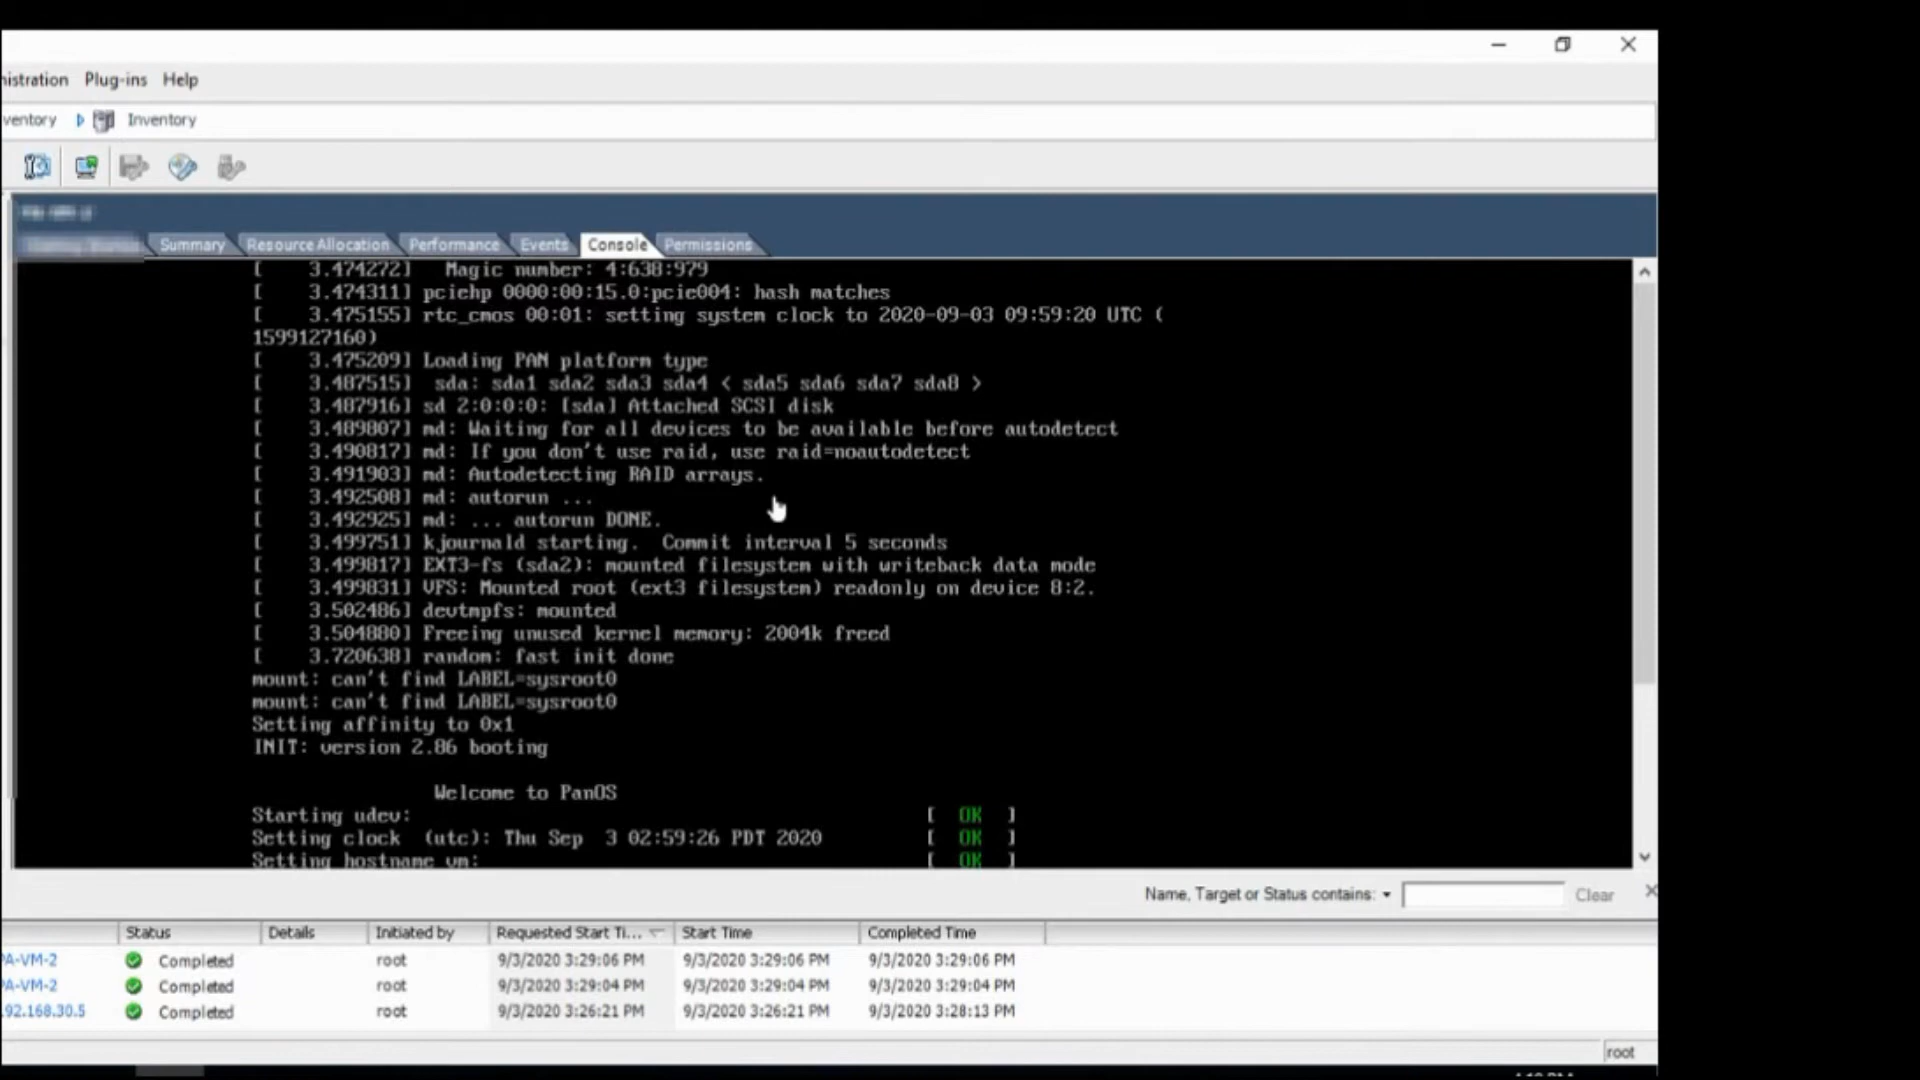 nistration Plug-ins Help
ventory Inventory
Summary Resource Allocation Performance Events Console Permissions
[ 3.474272] Magic number: 4:638:979
[ 3.474311] pciehp 0000:00:15.0:pcie004: hash matches
[ 3.475155] rtc_cmos 00:01: setting system clock to 2020-09-03 09:59:20 UTC (
1599127160)
[ 3.475209] Loading PAN platform type
[ 3.487515] sda: sda1 sda2 sda3 sda4 < sda5 sda6 sda7 sda8 >
[ 3.487916] sd 2:0:0:0: [sda] Attached SCSI disk
[ 3.489807] md: Waiting for all devices to be available before autodetect
[ 3.490817] md: If you don't use raid, use raid=noautodetect
[ 3.491903] md: Autodetecting RAID arrays.
[ 3.492508] md: autorun ...
[ 3.492925] md: ... autorun DONE.
[ 3.499751] kjournald starting. Commit interval 5 seconds
[ 3.499817] EXT3-fs (sda2): mounted filesystem with writeback data mode
[ 3.499831] VFS: Mounted root (ext3 filesystem) readonly on device 8:2.
[ 3.502486] devtmpfs: mounted
[ 3.504880] Freeing unused kernel memory: 2004k freed
[ 3.720638] random: fast init done
mount: can't find LABEL=sysroot0
mount: can't find LABEL=sysroot0
Setting affinity to 0x1
INIT: version 2.86 booting
Welcome to PanOS
Starting udev: [ OK ]
Setting clock (utc): Thu Sep 3 02:59:26 PDT 2020 [ OK ]
Setting hostname vm: [ OK ]
Name, Target or Status contains: Clear
Status Details Initiated by Requested Start Ti... Start Time Completed Time
PA-VM-2 Completed root 9/3/2020 3:29:06 PM 9/3/2020 3:29:06 PM 9/3/2020 3:29:06 PM
PA-VM-2 Completed root 9/3/2020 3:29:04 PM 9/3/2020 3:29:04 PM 9/3/2020 3:29:04 PM
92.168.30.5 Completed root 9/3/2020 3:26:21 PM 9/3/2020 3:26:21 PM 9/3/2020 3:28:13 PM
root